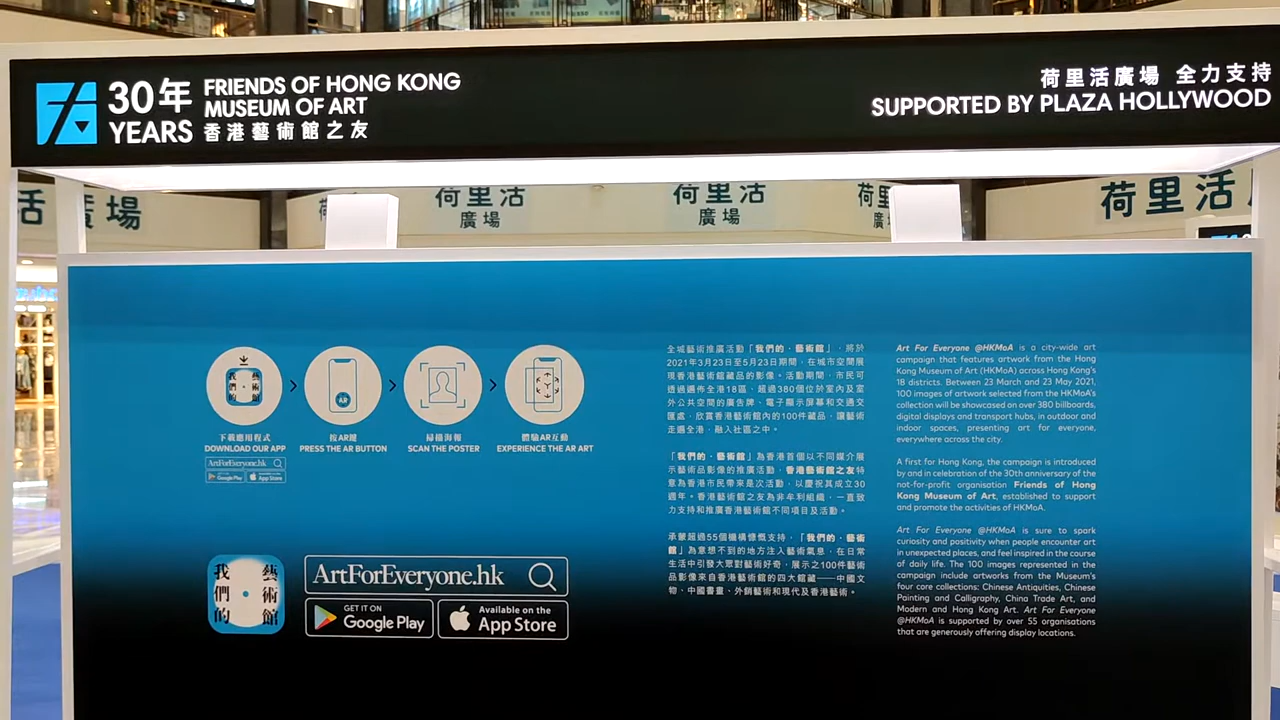 30年
YEARS
FRIENDS OF HONG KONG
MUSEUM OF ART
香港藝術館之友
荷里活廣場 全力支持
SUPPORTED BY PLAZA HOLLYWOOD
荷里活
廣場
荷里活
廣場
荷里活
下載應用程式
DOWNLOAD OUR APP
ArtForEveryone.hk
Google Play
App Store
按AR鍵
PRESS THE AR BUTTON
掃描海報
SCAN THE POSTER
體驗AR互動
EXPERIENCE THE AR ART
AR
我們的·藝術館
ArtForEveryone.hk
GET IT ON
Google Play
Available on the
App Store
全城藝術推廣活動「我們的．藝術館」，將於
2021年3月23日至5月23日期間，在城市空間展
現香港藝術館藏品的影像。活動期間，市民可
透過遍佈全港18區、超過380個位於室內及室
外公共空間的廣告牌、電子顯示屏幕和交通交
匯處，欣賞香港藝術館內的100件藏品，讓藝術
走遍全港，融入社區之中。
「我們的．藝術館」為香港首個以不同媒介展
示藝術品影像的推廣活動，香港藝術館之友特
意為香港市民帶來是次活動，以慶祝其成立30
週年。香港藝術館之友為非牟利組織，一直致
力支持和推廣香港藝術館不同項目及活動。
承蒙超過55個機構慷慨支持，「我們的．藝術
館」為意想不到的地方注入藝術氣息，在日常
生活中引發大眾對藝術好奇，展示之100件藝術
品影像來自香港藝術館的四大館藏——中國文
物、中國書畫、外銷藝術和現代及香港藝術。
Art For Everyone @HKMoA is a city-wide art
campaign that features artwork from the Hong
Kong Museum of Art (HKMoA) across Hong Kong's
18 districts. Between 23 March and 23 May 2021,
100 images of artwork selected from the HKMoA's
collection will be showcased on over 380 billboards,
digital displays and transport hubs, in outdoor and
indoor spaces, presenting art for everyone,
everywhere across the city.
A first for Hong Kong, the campaign is introduced
by and in celebration of the 30th anniversary of the
not-for-profit organisation Friends of Hong
Kong Museum of Art, established to support
and promote the activities of HKMoA.
Art For Everyone @HKMoA is sure to spark
curiosity and positivity when people encounter art
in unexpected places, and feel inspired in the course
of daily life. The 100 images represented in the
campaign include artworks from the Museum's
four core collections: Chinese Antiquities, Chinese
Painting and Calligraphy, China Trade Art, and
Modern and Hong Kong Art. Art For Everyone
@HKMoA is supported by over 55 organisations
that are generously offering display locations.